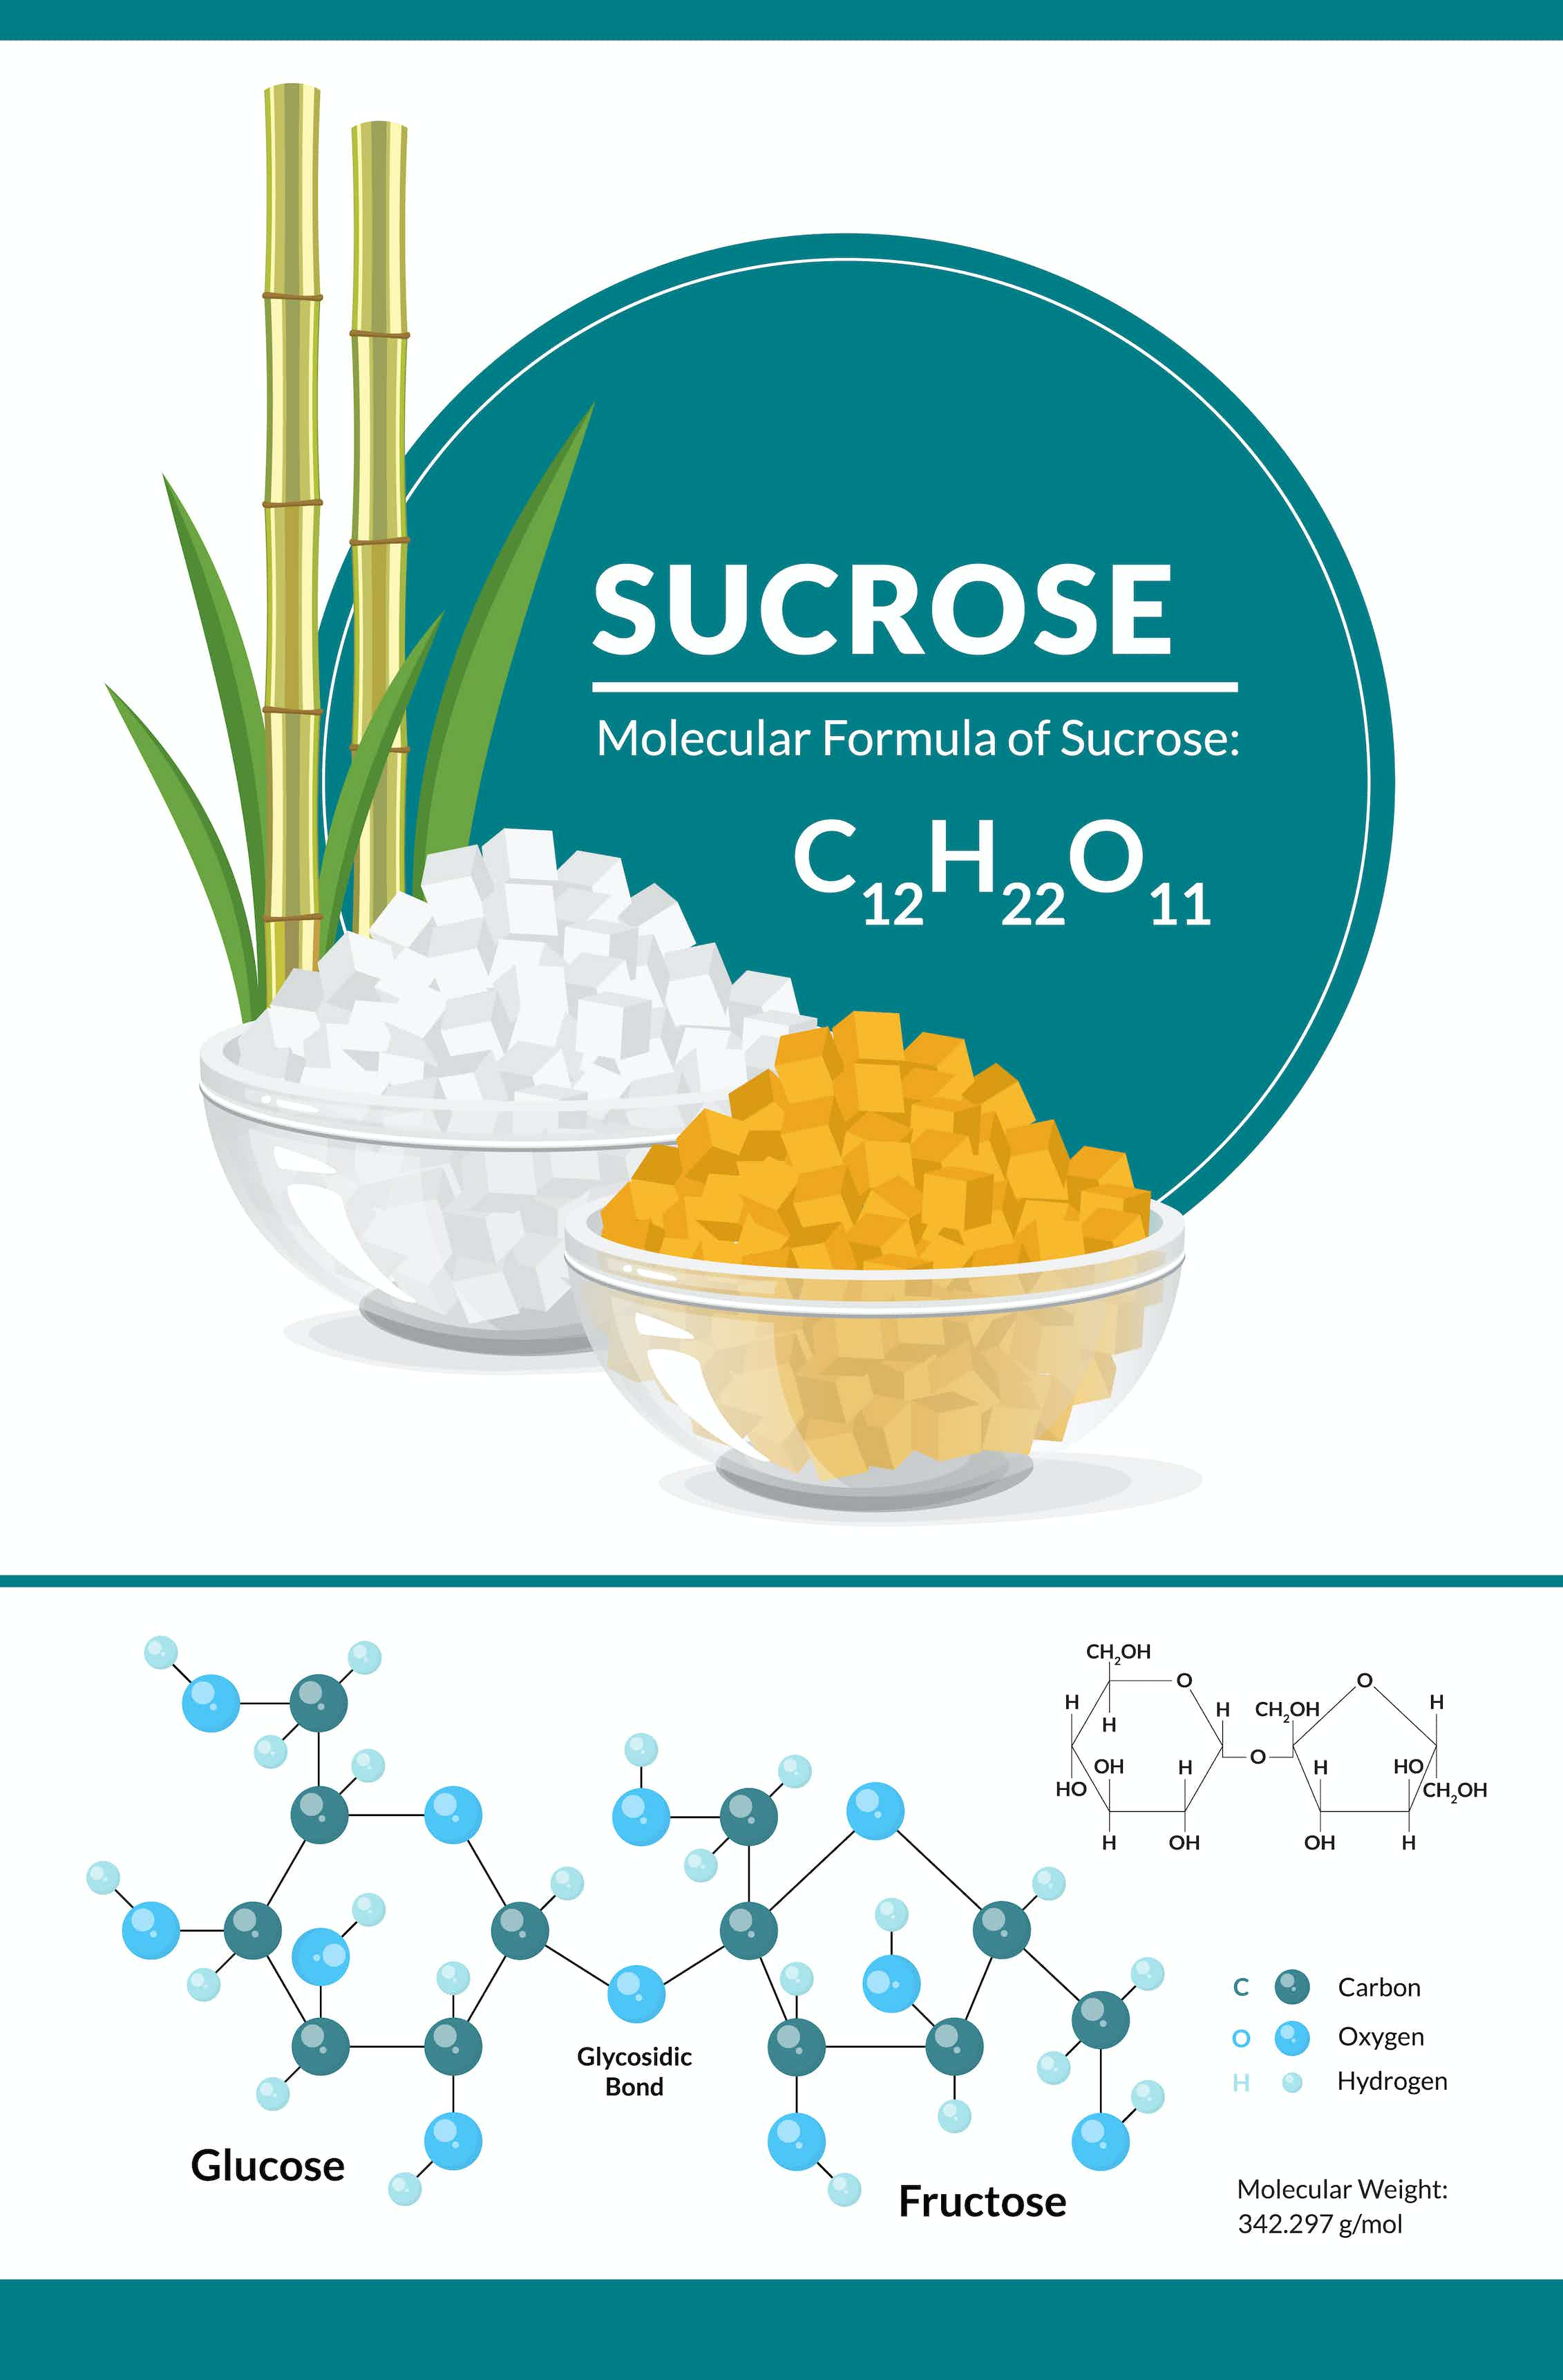 SUCROSE
Molecular Formula of Sucrose:
C₁₂H₂₂O₁₁
CH₂OH
O O
H H CH₂OH H
H
O
OH H H HO
HO CH₂OH
H OH OH H
C Carbon
O Oxygen
H Hydrogen
Glycosidic
Bond
Glucose
Fructose
Molecular Weight:
342.297 g/mol